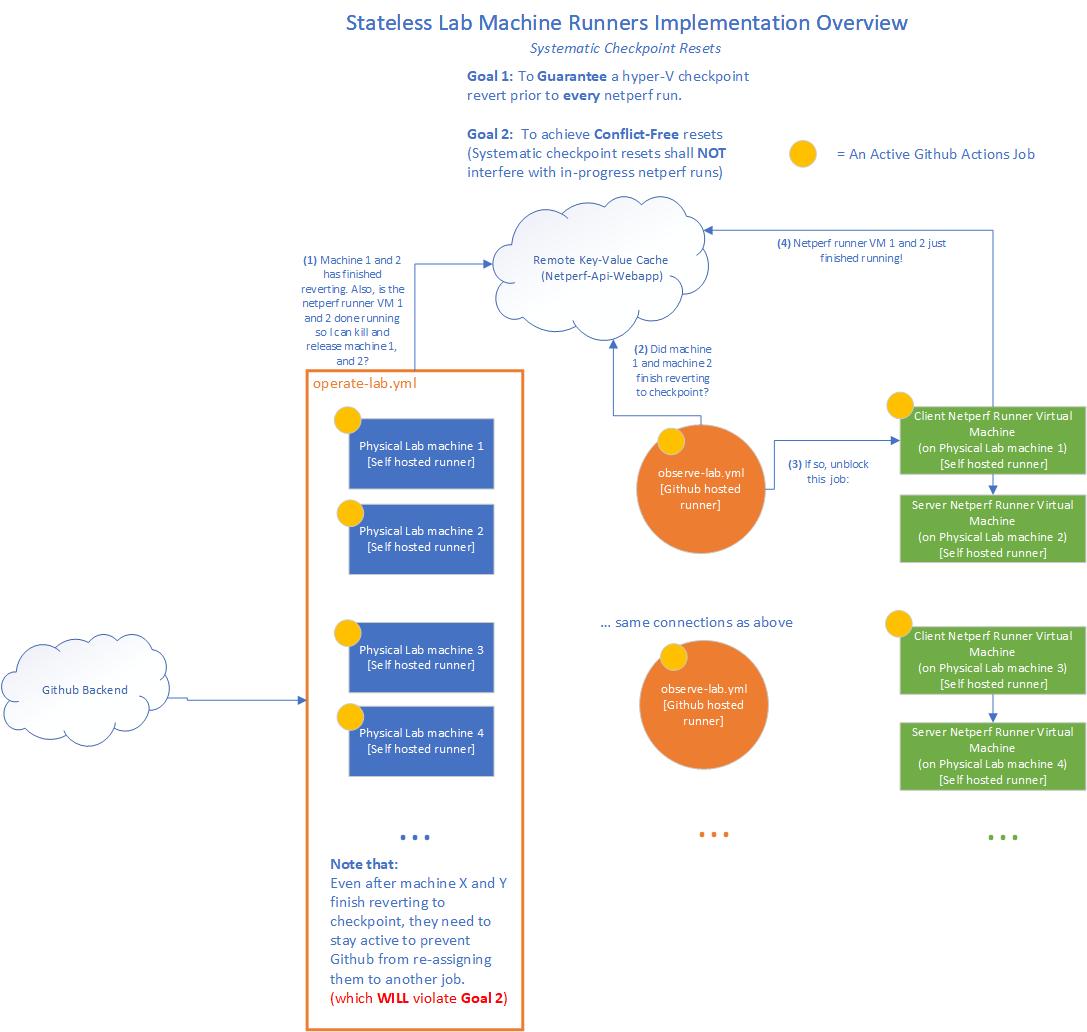 Stateless Lab Machine Runners Implementation Overview
Systematic Checkpoint Resets
Goal 1: To Guarantee a hyper-V checkpoint
revert prior to every netperf run.
Goal 2: To achieve Conflict-Free resets
(Systematic checkpoint resets shall NOT
interfere with in-progress netperf runs)
= An Active Github Actions Job
Remote Key-Value Cache
(Netperf-Api-Webapp)
(4) Netperf runner VM 1 and 2 just
finished running!
(1) Machine 1 and 2
has finished
reverting. Also, is the
netperf runner VM 1
and 2 done running
so I can kill and
release machine 1,
and 2?
(2) Did machine
1 and machine 2
finish reverting
to checkpoint?
operate-lab.yml
Physical Lab machine 1
[Self hosted runner]
Physical Lab machine 2
[Self hosted runner]
observe-lab.yml
[Github hosted
runner]
(3) If so, unblock
this job:
Client Netperf Runner Virtual
Machine
(on Physical Lab machine 1)
[Self hosted runner]
Server Netperf Runner Virtual
Machine
(on Physical Lab machine 2)
[Self hosted runner]
Github Backend
Physical Lab machine 3
[Self hosted runner]
Physical Lab machine 4
[Self hosted runner]
... same connections as above
observe-lab.yml
[Github hosted
runner]
Client Netperf Runner Virtual
Machine
(on Physical Lab machine 3)
[Self hosted runner]
Server Netperf Runner Virtual
Machine
(on Physical Lab machine 4)
[Self hosted runner]
...
...
...
Note that:
Even after machine X and Y
finish reverting to
checkpoint, they need to
stay active to prevent
Github from re-assigning
them to another job.
(which WILL violate Goal 2)